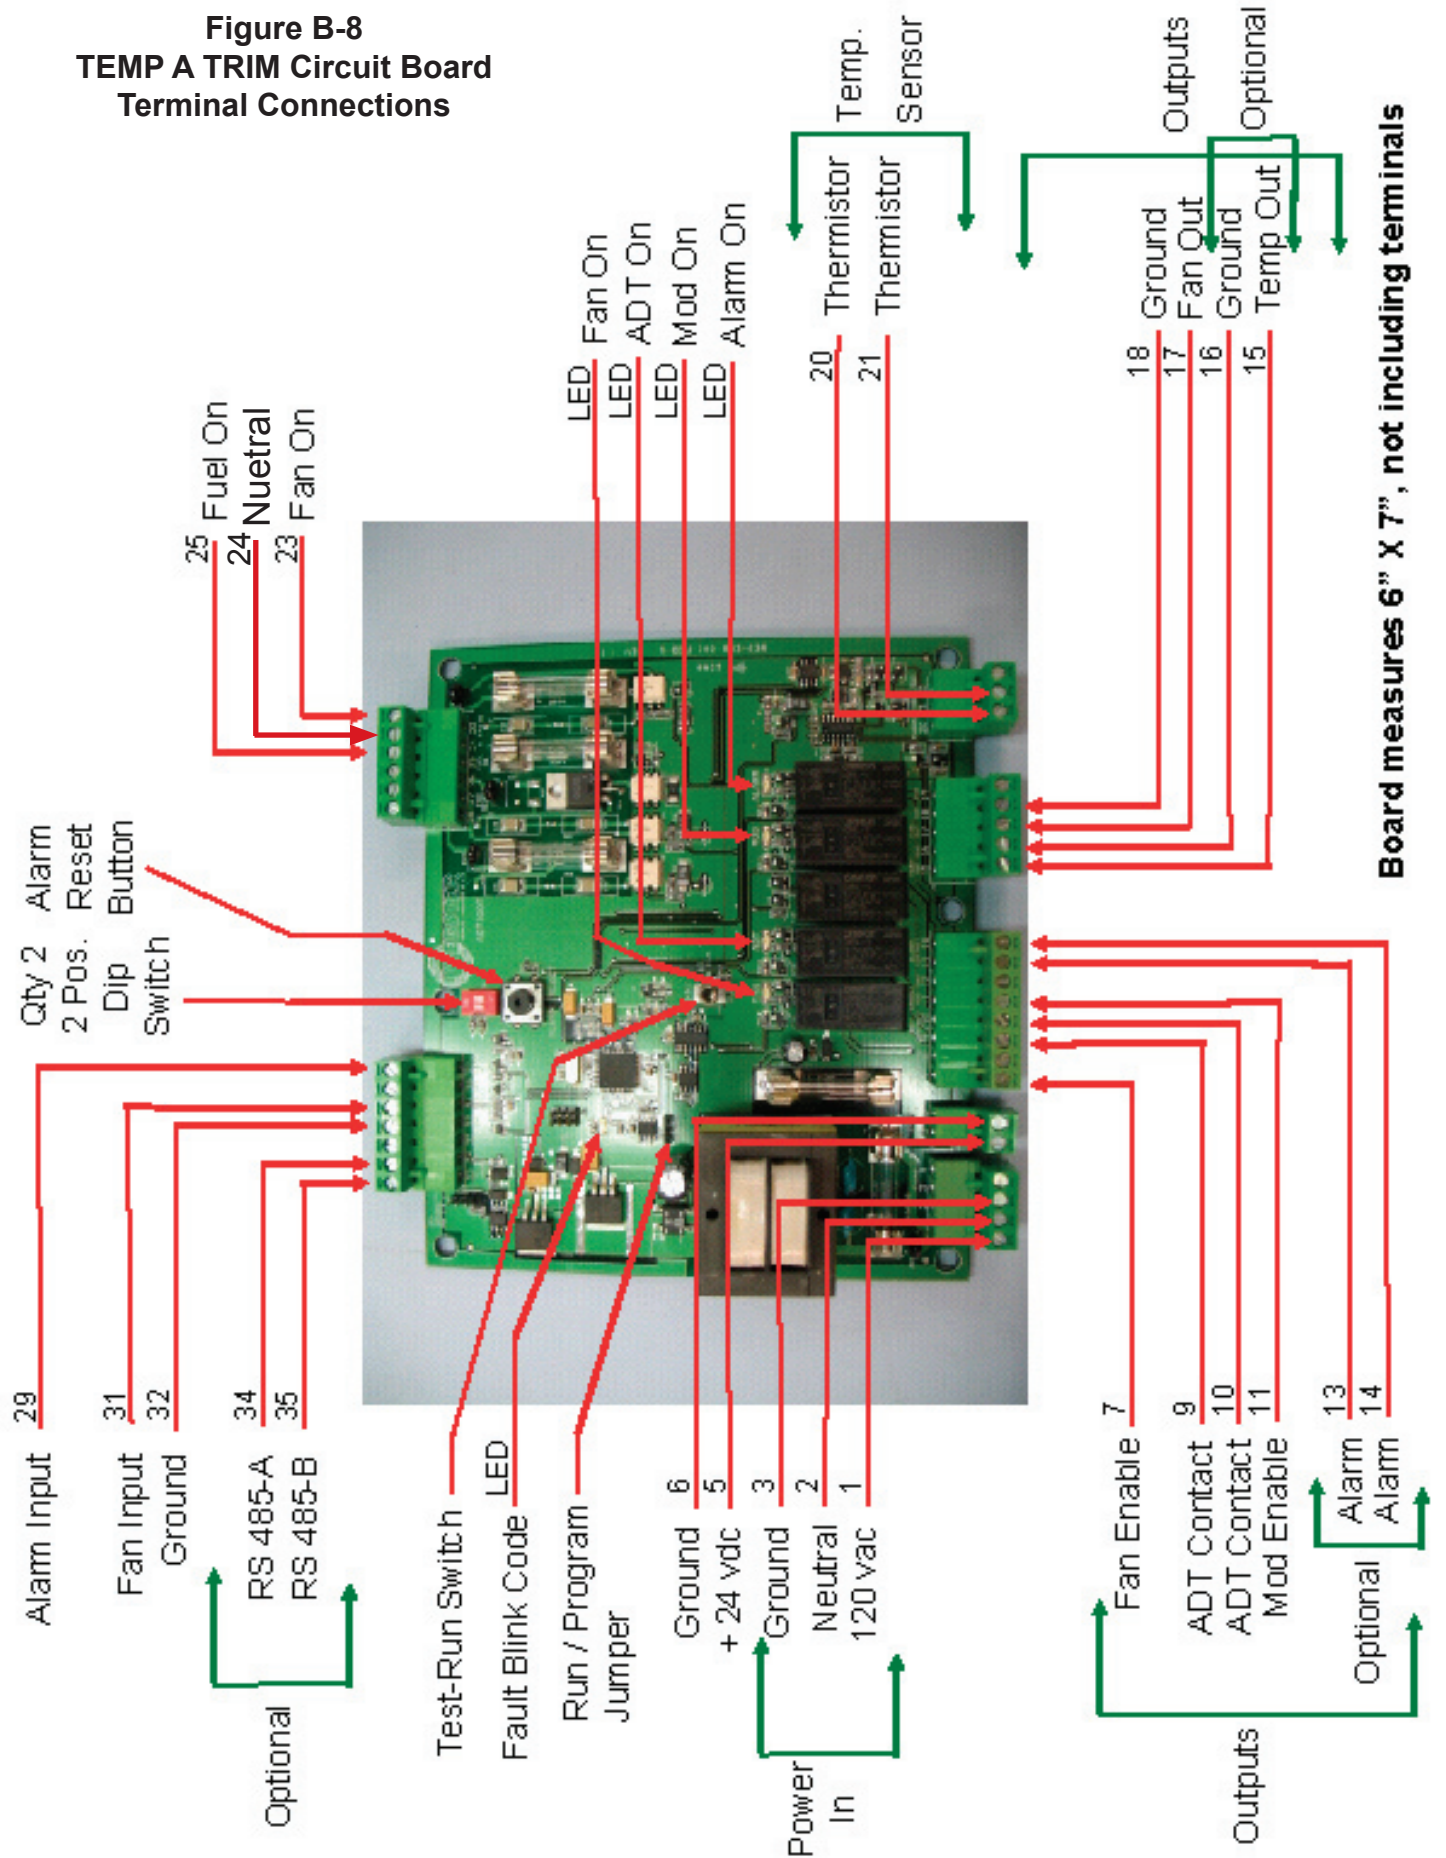 Figure B-8
TEMP A TRIM Circuit Board
Terminal Connections
Alarm Input 29
Fan Input 31
Ground 32
RS 485-A 34
RS 485-B 35
Optional
Qty 2
2 Pos.
Dip
Switch
Alarm
Reset
Button
25 Fuel On
24 Nuetral
23 Fan On
Test-Run Switch
Fault Blink Code LED
Run / Program
Jumper
LED Fan On
LED ADT On
LED Mod On
LED Alarm On
Ground 6
+ 24 vdc 5
Ground 3
Neutral 2
120 vac 1
Power
In
20 Thermistor
21 Thermistor
Temp.
Sensor
Fan Enable 7
ADT Contact 9
ADT Contact 10
Mod Enable 11
Alarm 13
Alarm 14
Optional
Outputs
18 Ground
17 Fan Out
16 Ground
15 Temp Out
Outputs
Optional
Board measures 6" X 7", not including terminals